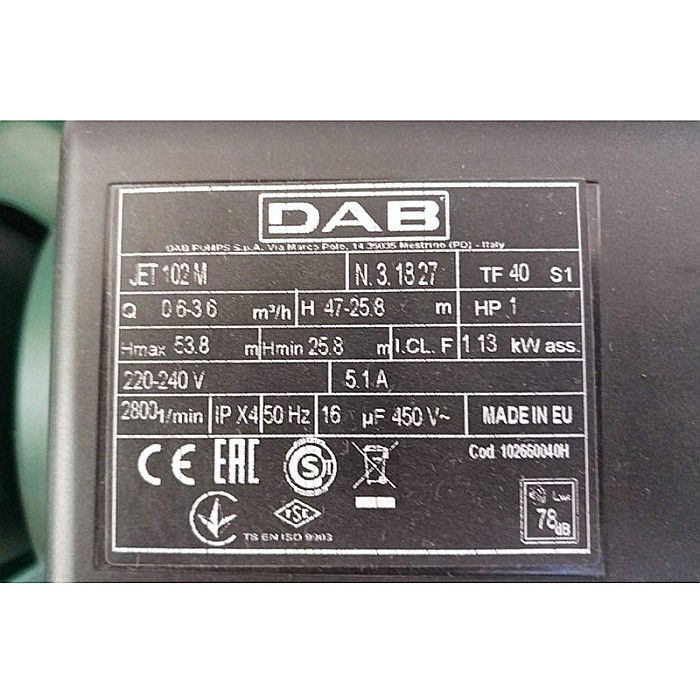 DAB
DAB PUMPS S.p.A. Via Marco Polo, 14 35035 Mestrino (PD) - Italy
JET 102 M N. 3.1827 TF 40 S1
Q 0.6-3.6 m³/h H 47-25.8 m HP 1
Hmax 53.8 m Hmin 25.8 m I.CL. F 1.13 kW ass.
220-240 V 5.1 A
2800 1/min IP X4 50 Hz 16 µF 450 V~ MADE IN EU
CE EAC Cod. 102660040H
TSE
TS EN ISO 9903
LWA
78 dB